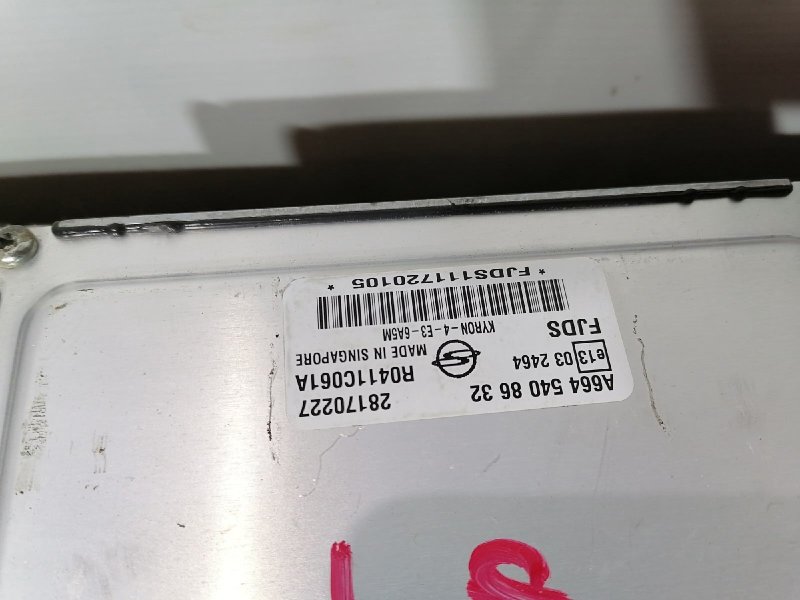 A664 540 86 32
28170227
e13 03 2464
R0411C061A
MADE IN SINGAPORE
FJDS
KYRON-4-E3-6A5M
* FJDS111720105 *